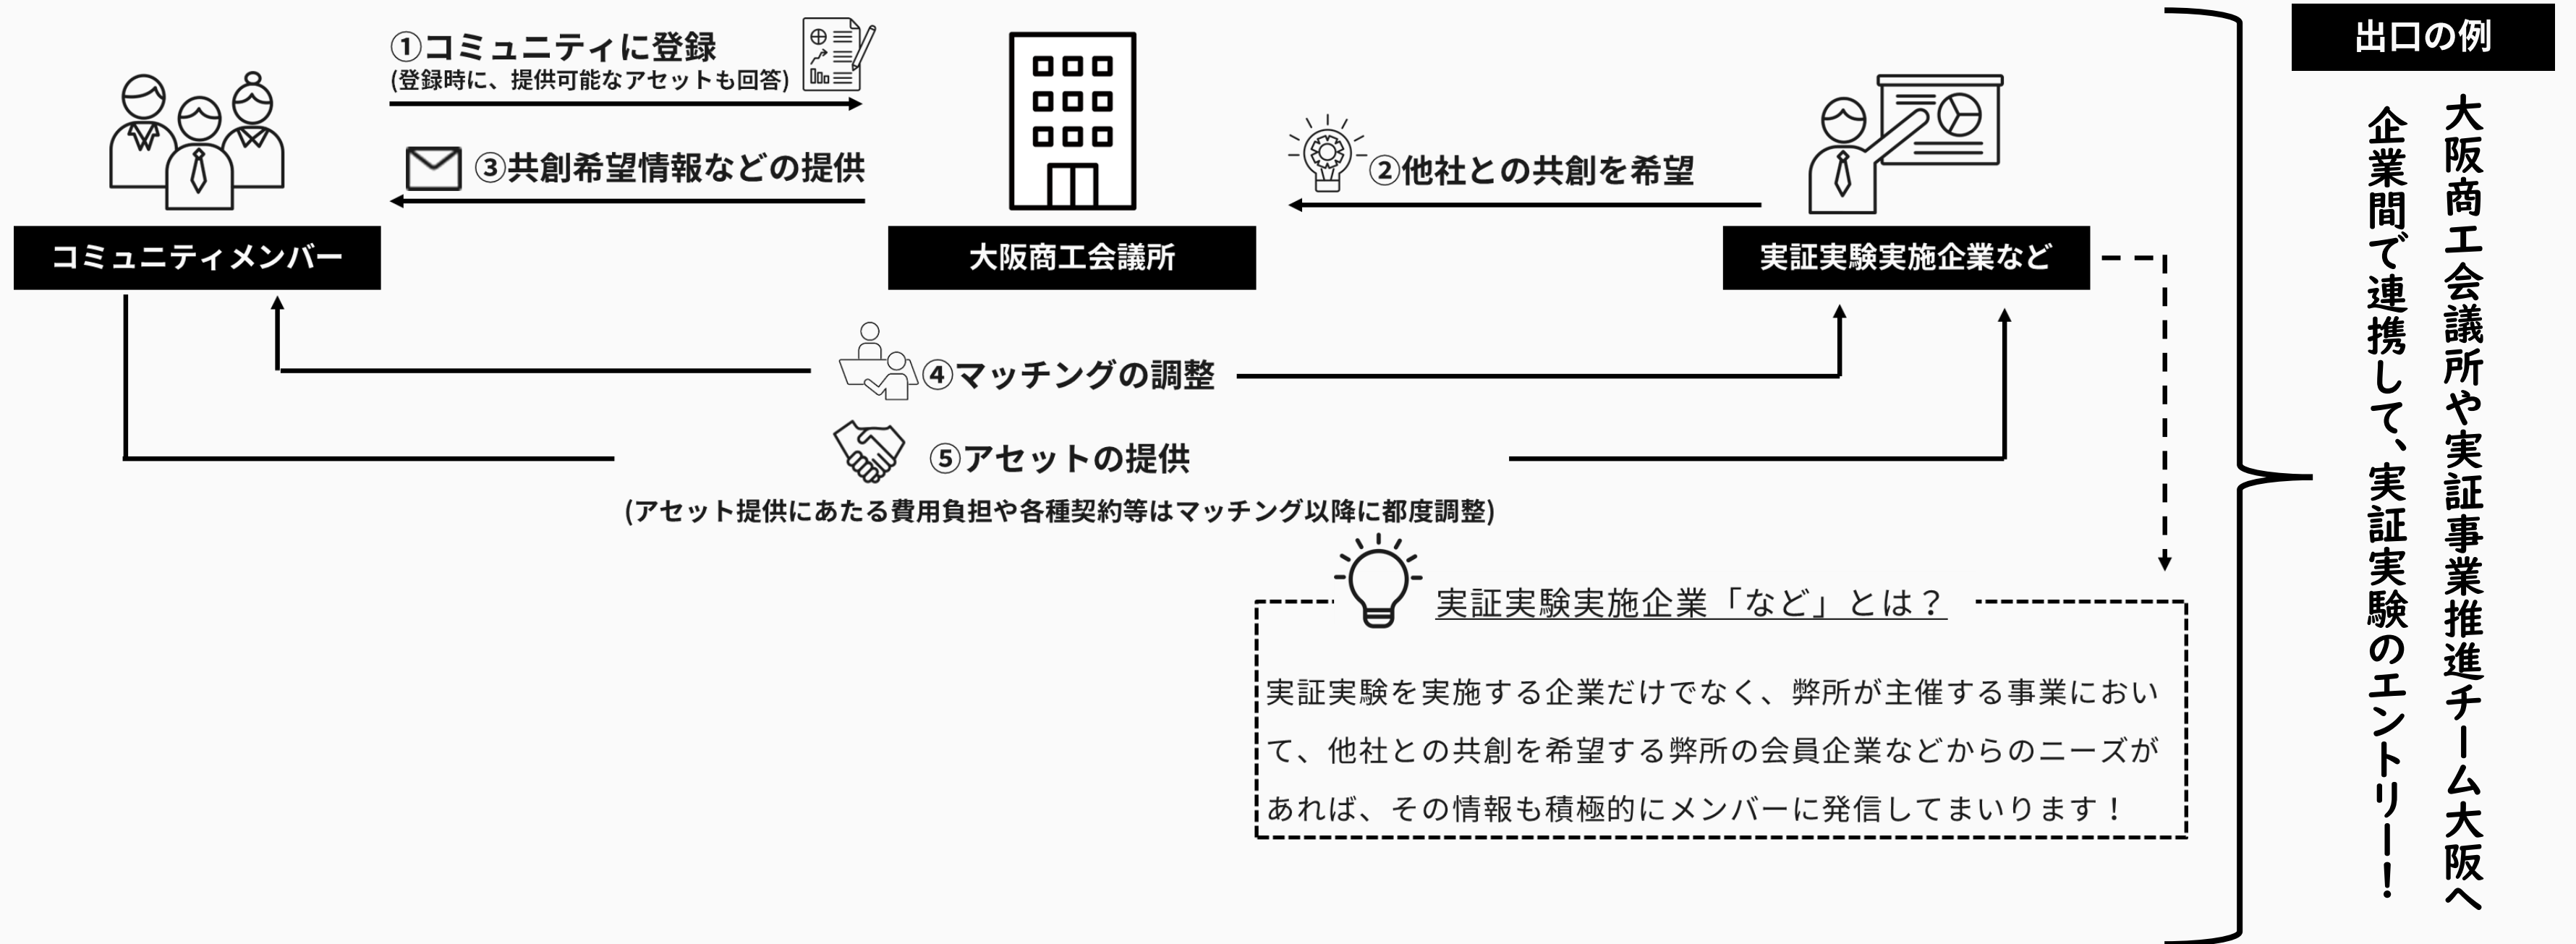 ①コミュニティに登録
(登録時に、提供可能なアセットも回答)
③共創希望情報などの提供
②他社との共創を希望
コミュニティメンバー
大阪商工会議所
実証実験実施企業など
④マッチングの調整
⑤アセットの提供
(アセット提供にあたる費用負担や各種契約等はマッチング以降に都度調整)
実証実験実施企業「など」とは？
実証実験を実施する企業だけでなく、弊所が主催する事業におい
て、他社との共創を希望する弊所の会員企業などからのニーズが
あれば、その情報も積極的にメンバーに発信してまいります！
出口の例
大阪商工会議所や実証事業推進チーム大阪へ
企業間で連携して、実証実験のエントリー！